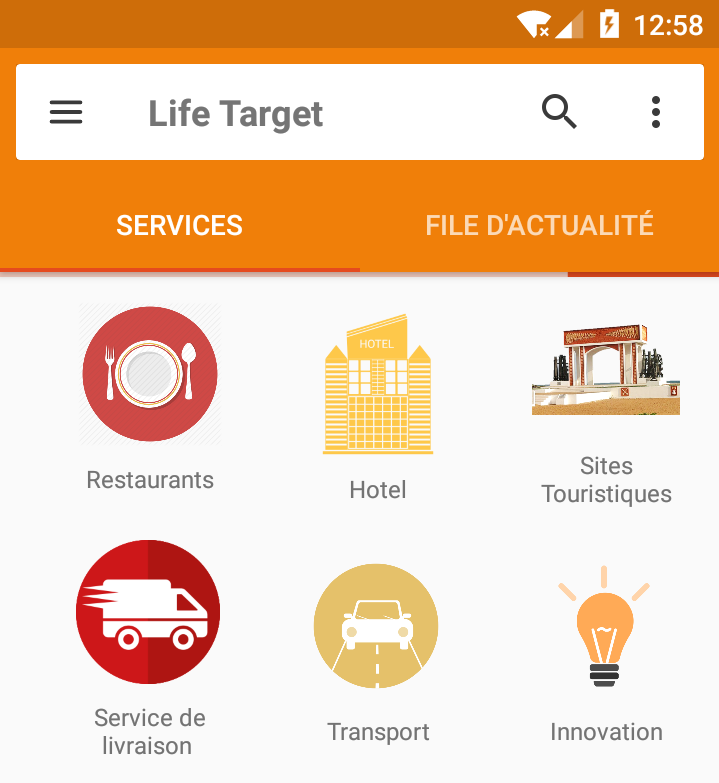 12:58
Life Target
SERVICES
FILE D'ACTUALITÉ
HOTEL
Restaurants
Hotel
Sites
Touristiques
Service de
livraison
Transport
Innovation